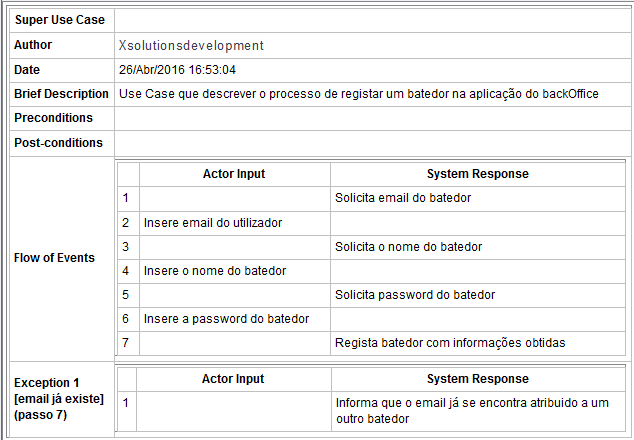 Super Use Case
Author Xsolutionsdevelopment
Date 26/Abr/2016 16:53:04
Brief Description Use Case que descrever o processo de registar um batedor na aplicação do backOffice
Preconditions
Post-conditions
Flow of Events
Actor Input System Response
1 Solicita email do batedor
2 Insere email do utilizador
3 Solicita o nome do batedor
4 Insere o nome do batedor
5 Solicita password do batedor
6 Insere a password do batedor
7 Regista batedor com informações obtidas
Exception 1
[email já existe]
(passo 7)
Actor Input System Response
1 Informa que o email já se encontra atribuido a um
outro batedor